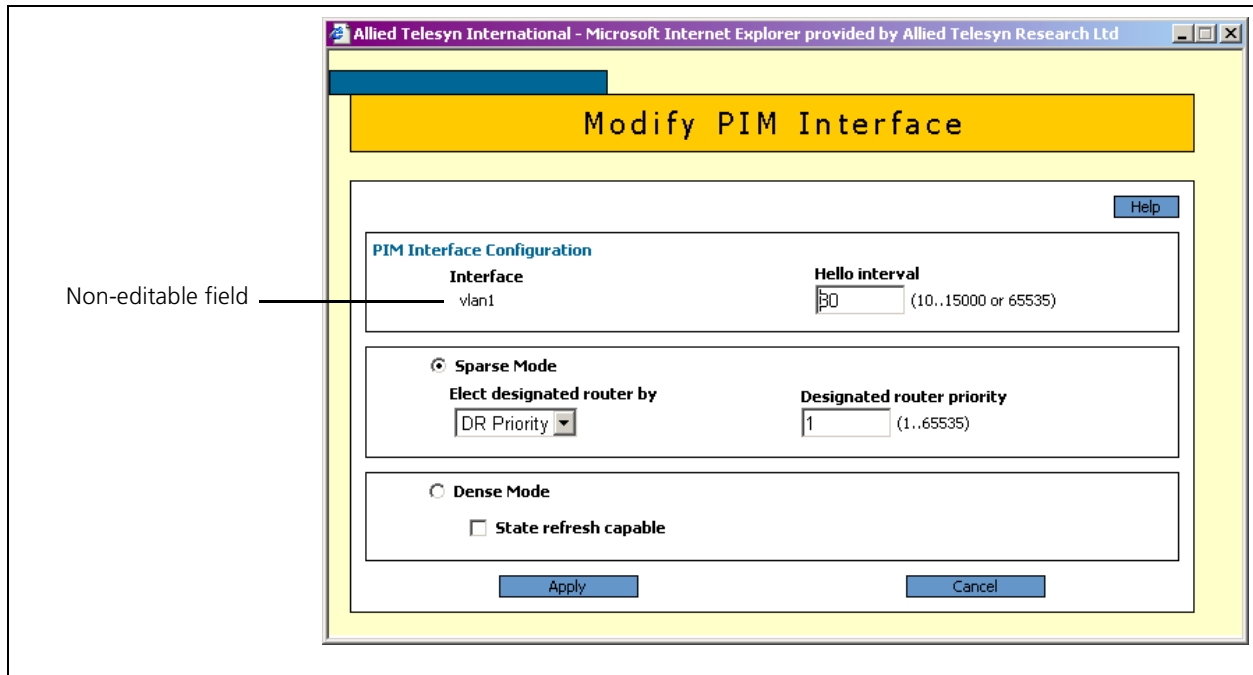 Allied Telesyn International - Microsoft Internet Explorer provided by Allied Telesyn Research Ltd
Modify PIM Interface
Help
PIM Interface Configuration
Interface
Hello interval
Non-editable field
vlan1
30 (10..15000 or 65535)
Sparse Mode
Elect designated router by
Designated router priority
DR Priority
1 (1..65535)
Dense Mode
State refresh capable
Apply
Cancel